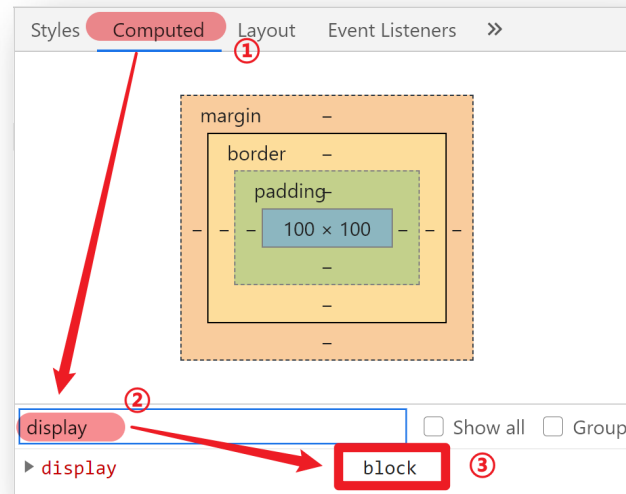 Styles Computed Layout Event Listeners »
①
margin –
border –
padding –
– – – 100 × 100 – – –
–
–
–
②
display Show all Group
display block ③